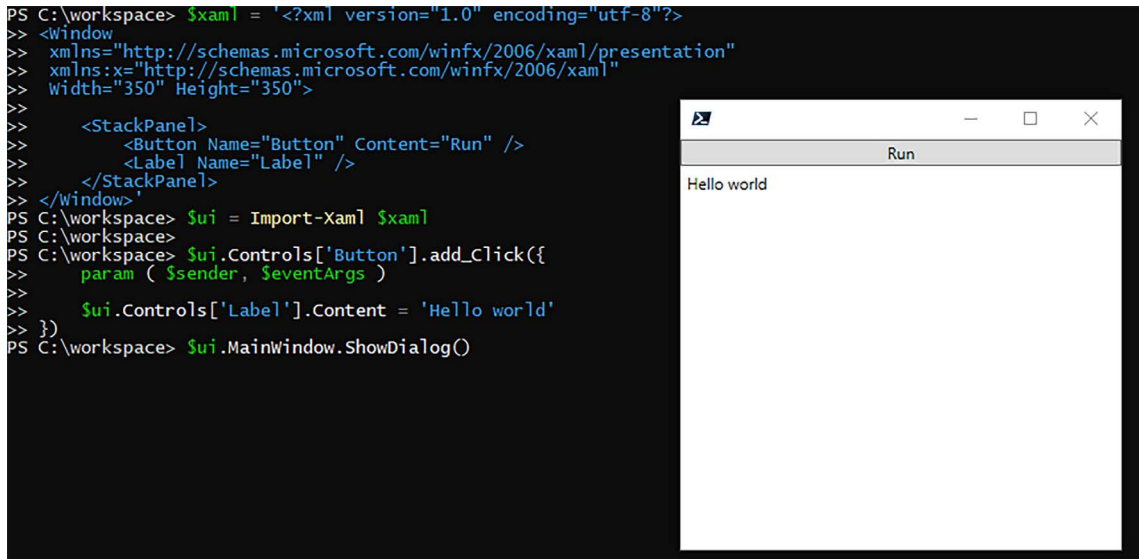 PS C:\workspace> $xaml = '<?xml version="1.0" encoding="utf-8"?>
>> <Window
>>  xmlns="http://schemas.microsoft.com/winfx/2006/xaml/presentation"
>>  xmlns:x="http://schemas.microsoft.com/winfx/2006/xaml"
>>  Width="350" Height="350">
>>
>>     <StackPanel>
>>         <Button Name="Button" Content="Run" />
>>         <Label Name="Label" />
>>     </StackPanel>
>> </Window>'
PS C:\workspace> $ui = Import-Xaml $xaml
PS C:\workspace>
PS C:\workspace> $ui.Controls['Button'].add_Click({
>>     param ( $sender, $eventArgs )
>>
>>     $ui.Controls['Label'].Content = 'Hello world'
>> })
PS C:\workspace> $ui.MainWindow.ShowDialog()
Run
Hello world